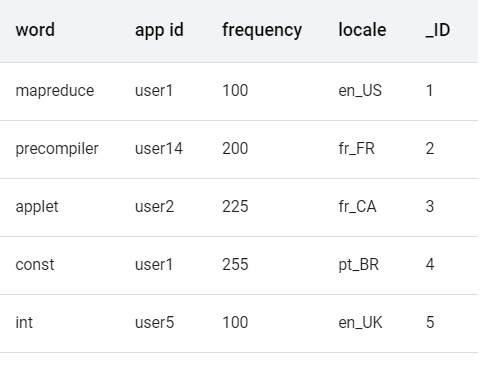 word app id frequency locale _ID
mapreduce user1 100 en_US 1
precompiler user14 200 fr_FR 2
applet user2 225 fr_CA 3
const user1 255 pt_BR 4
int user5 100 en_UK 5